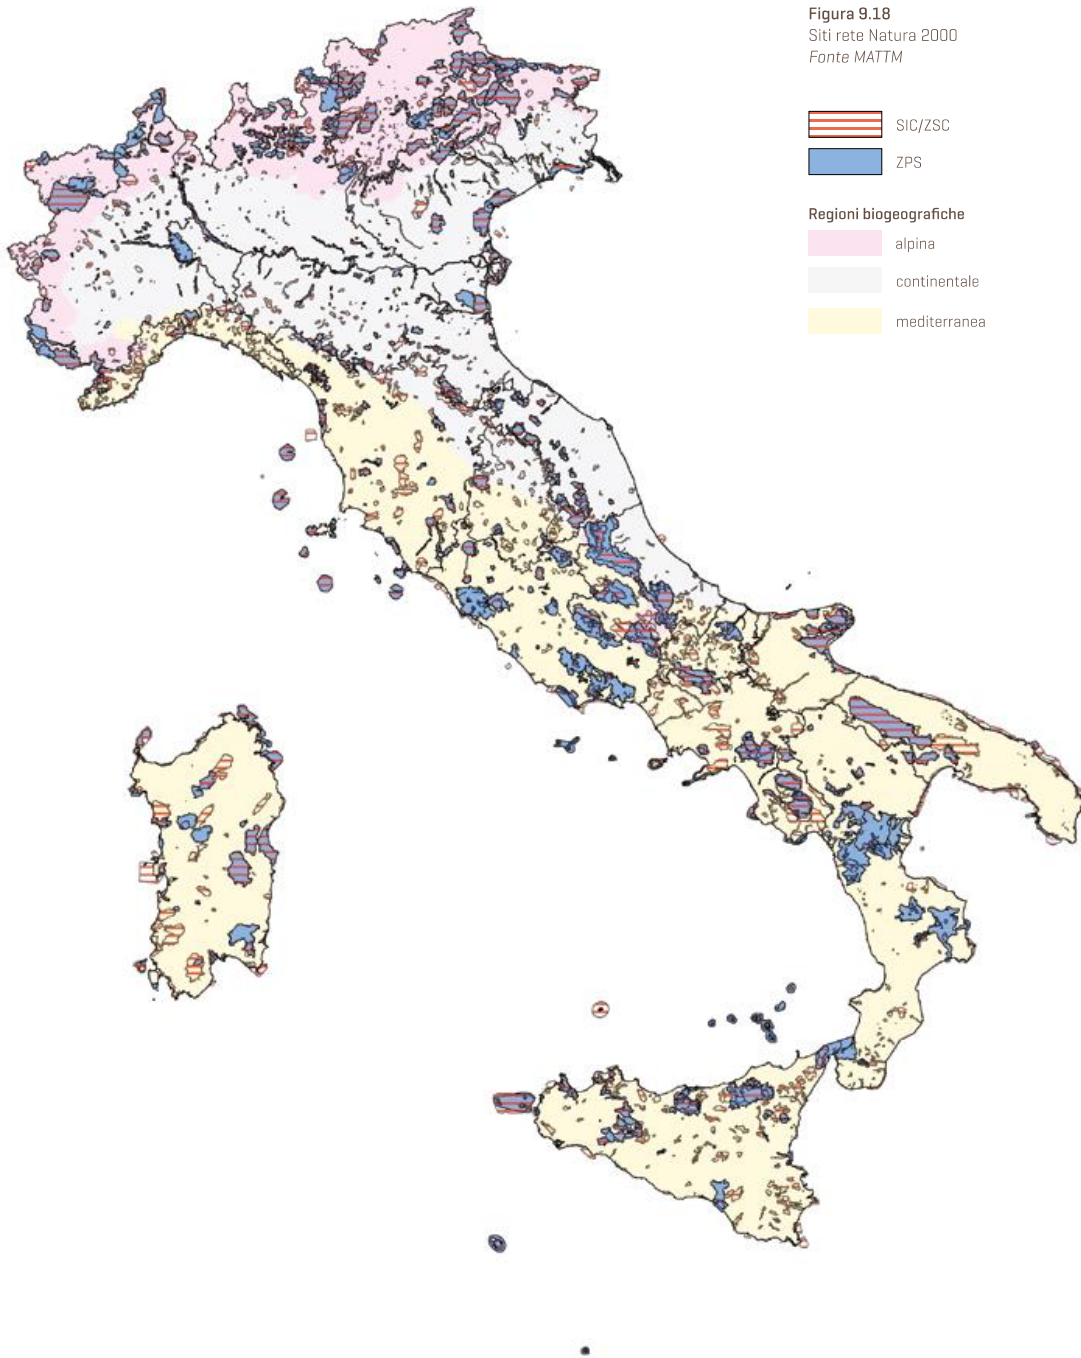 Figura 9.18
Siti rete Natura 2000
Fonte MATTM
SIC/ZSC
ZPS
Regioni biogeografiche
alpina
continentale
mediterranea